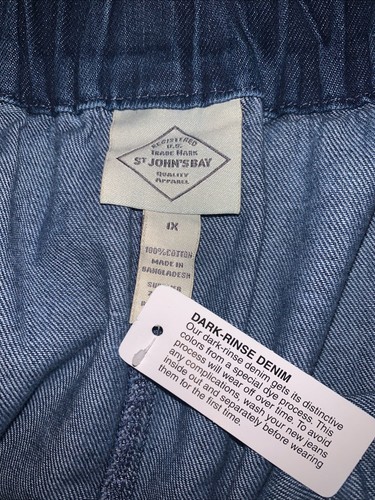 REGISTERED
U.S.
TRADE MARK
ST JOHN'S BAY
QUALITY
APPAREL
1X
100% COTTON
MADE IN
BANGLADESH
DARK-RINSE DENIM
Our dark-rinse denim gets its distinctive
colors from a special dye process. This
process will wear off over time. To avoid
any complications, wash your new jeans
inside out and separately before wearing
them for the first time.